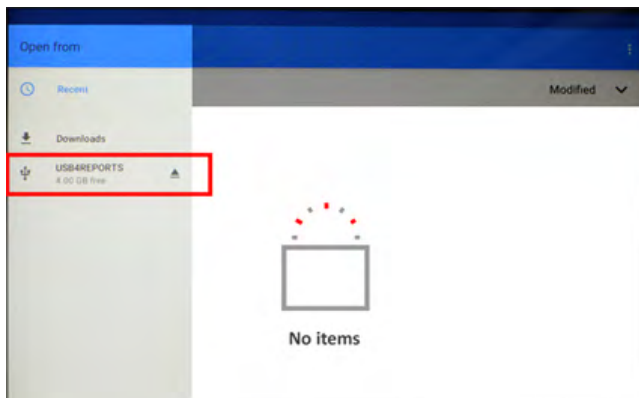 Open from
Recent
Modified
Downloads
USB4REPORTS
4.00 GB free
No items